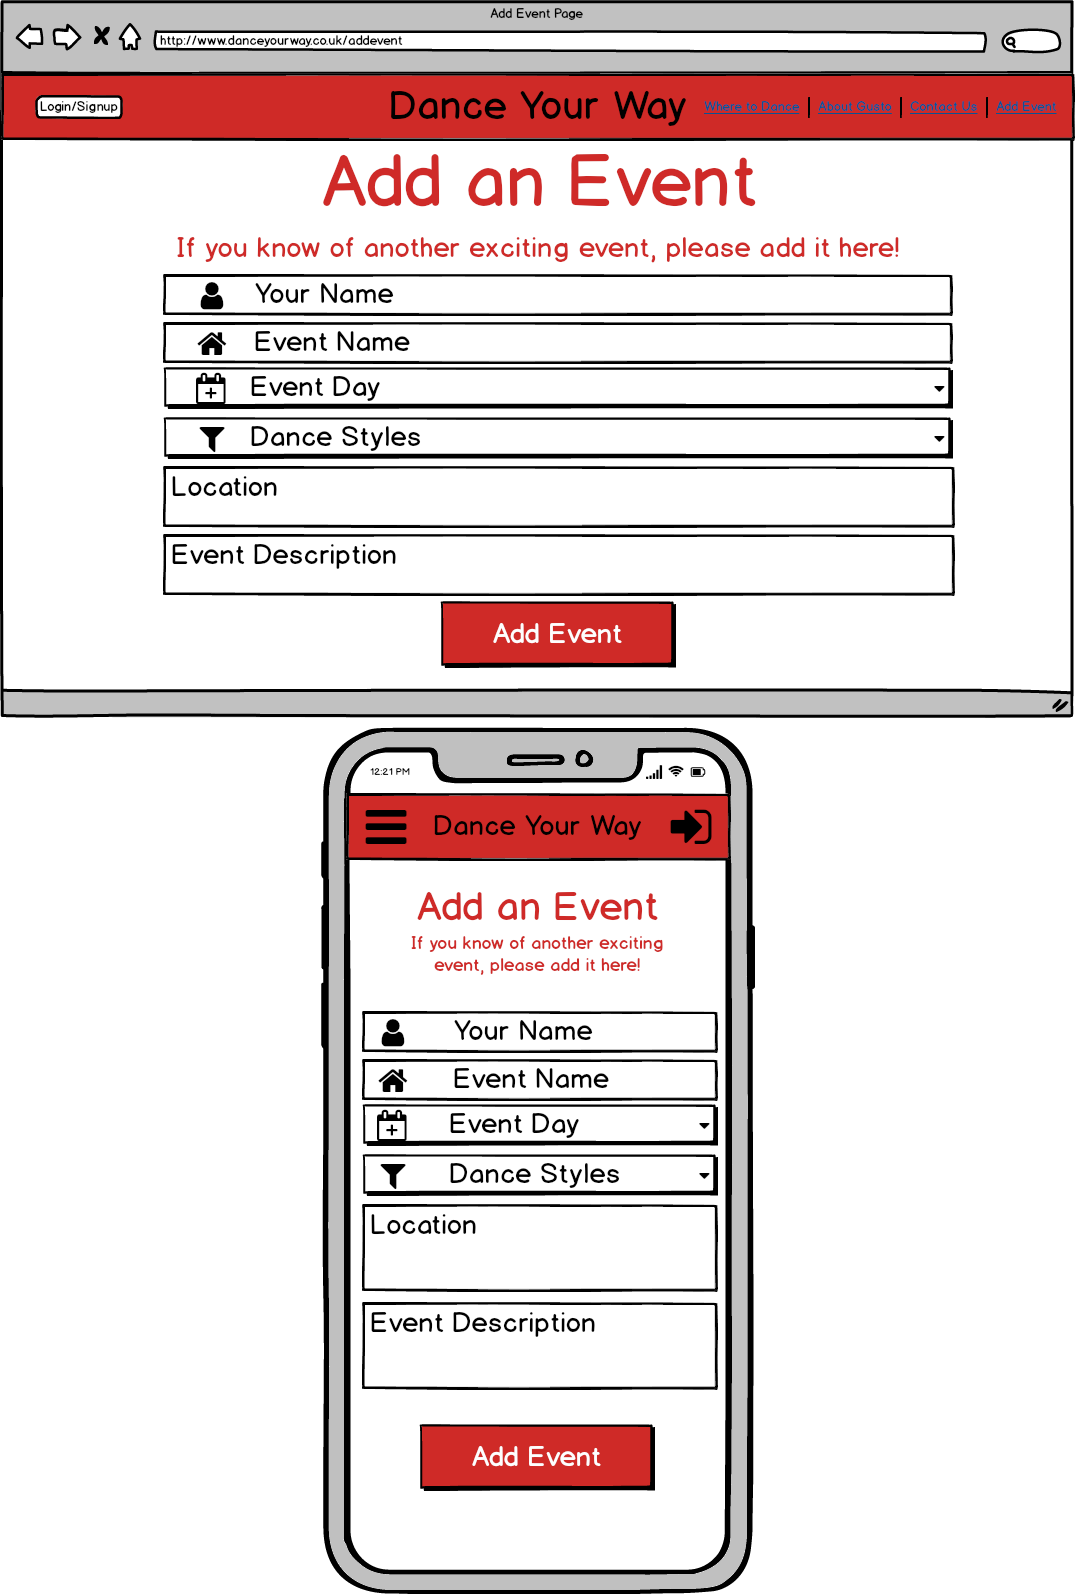 Add Event Page
http://www.danceyourway.co.uk/addevent
Login/Signup
Dance Your Way
Where to Dance | About Gusto | Contact Us | Add Event
Add an Event
If you know of another exciting event, please add it here!
Your Name
Event Name
Event Day
Dance Styles
Location
Event Description
Add Event
12:21 PM
Dance Your Way
Add an Event
If you know of another exciting
event, please add it here!
Your Name
Event Name
Event Day
Dance Styles
Location
Event Description
Add Event